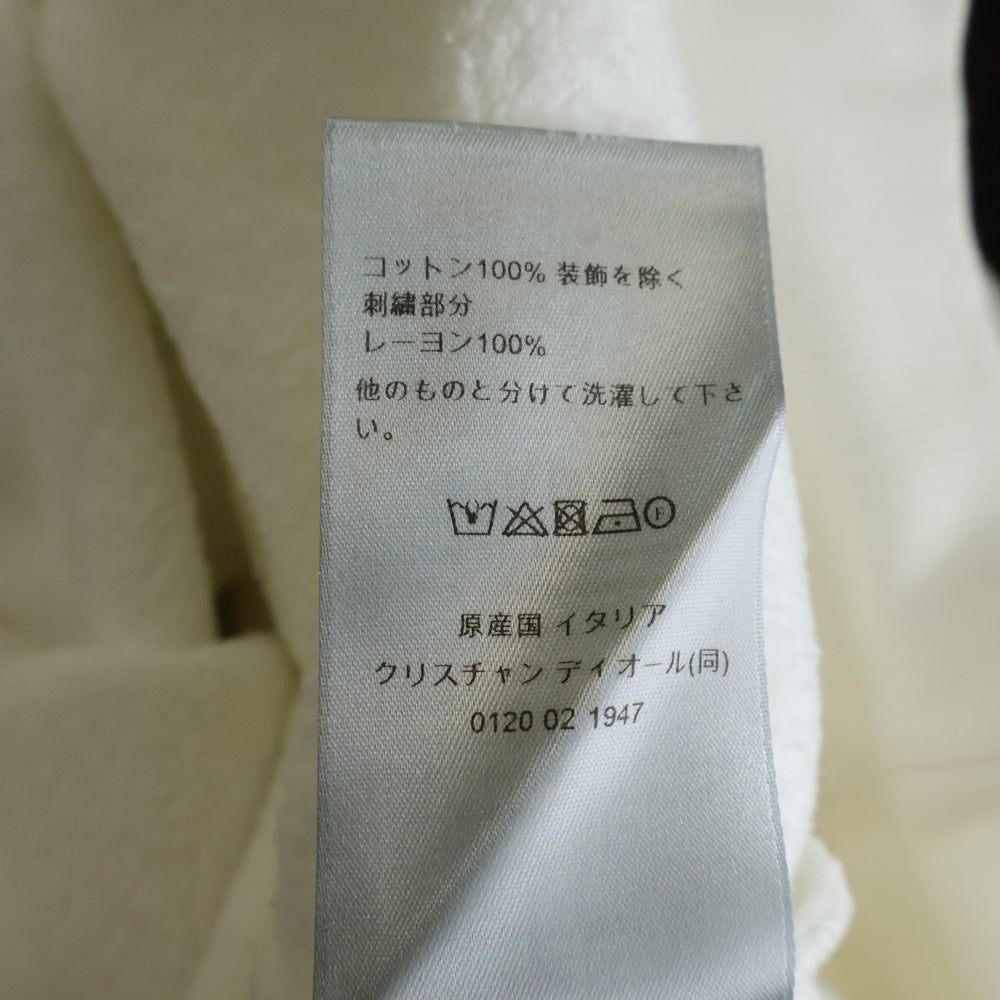 コットン100% 装飾を除く
刺繍部分
レーヨン100%
他のものと分けて洗濯して下さ
い。
F
原産国 イタリア
クリスチャン ディオール(同)
0120 02 1947